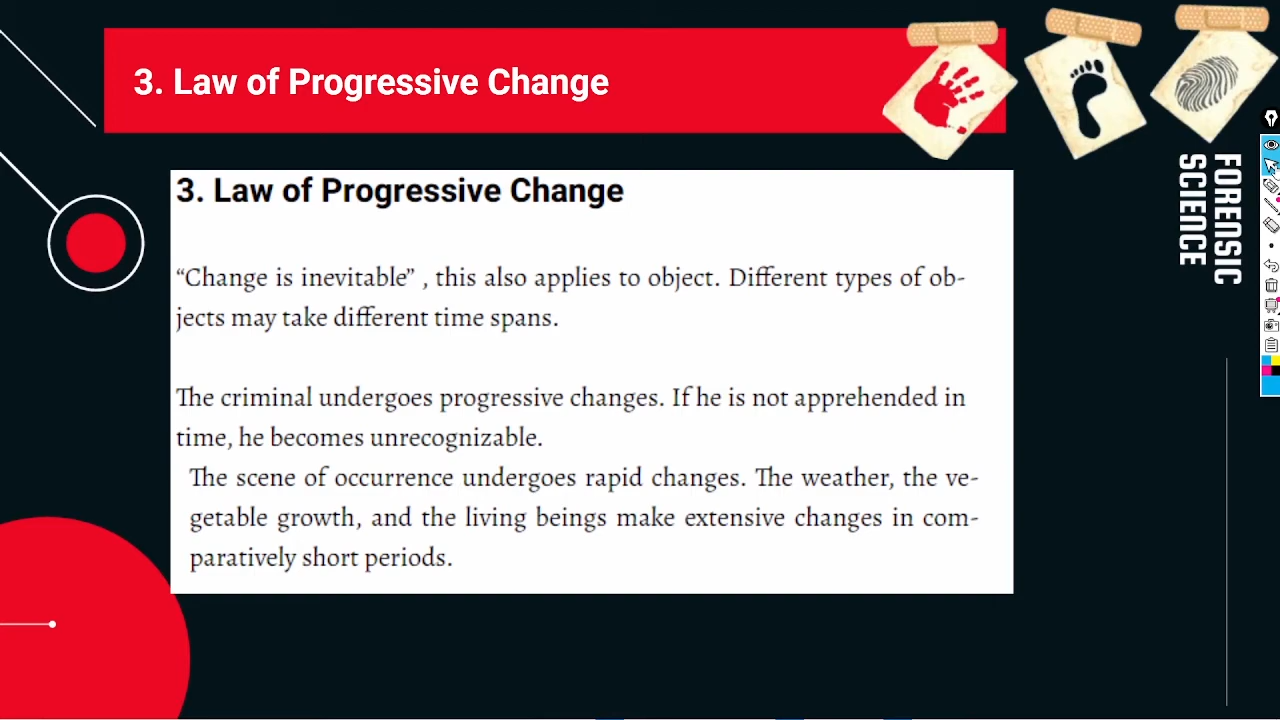 3. Law of Progressive Change
FORENSIC
SCIENCE
3. Law of Progressive Change
“Change is inevitable” , this also applies to object. Different types of ob-
jects may take different time spans.
The criminal undergoes progressive changes. If he is not apprehended in
time, he becomes unrecognizable.
The scene of occurrence undergoes rapid changes. The weather, the ve-
getable growth, and the living beings make extensive changes in com-
paratively short periods.